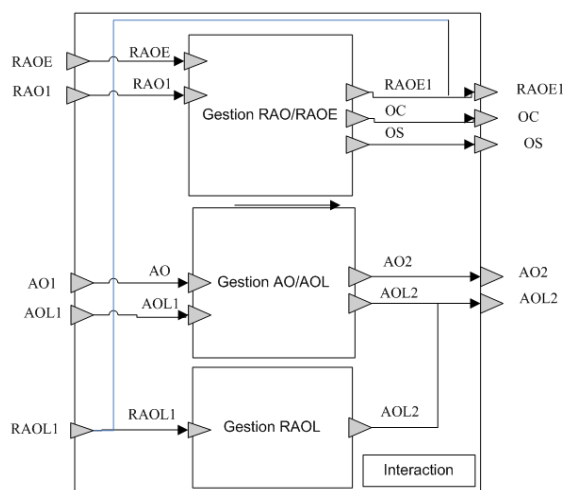 RAOE RAOE
RAO1 RAO1
Gestion RAO/RAOE
RAOE1 RAOE1
OC OC
OS OS
AO1 AO
AOL1 AOL1
Gestion AO/AOL
AO2 AO2
AOL2 AOL2
RAOL1 RAOL1
Gestion RAOL
AOL2
Interaction